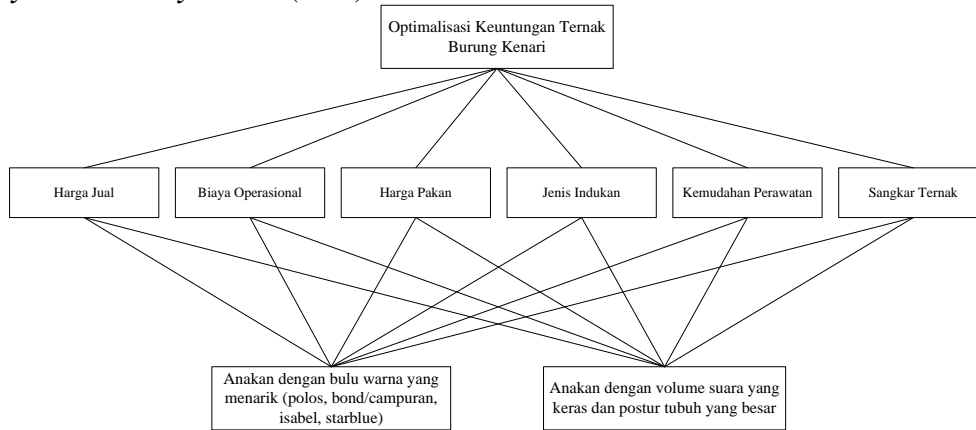 Optimalisasi Keuntungan Ternak
Burung Kenari
Harga Jual
Biaya Operasional
Harga Pakan
Jenis Indukan
Kemudahan Perawatan
Sangkar Ternak
Anakan dengan bulu warna yang
menarik (polos, bond/campuran,
isabel, starblue)
Anakan dengan volume suara yang
keras dan postur tubuh yang besar